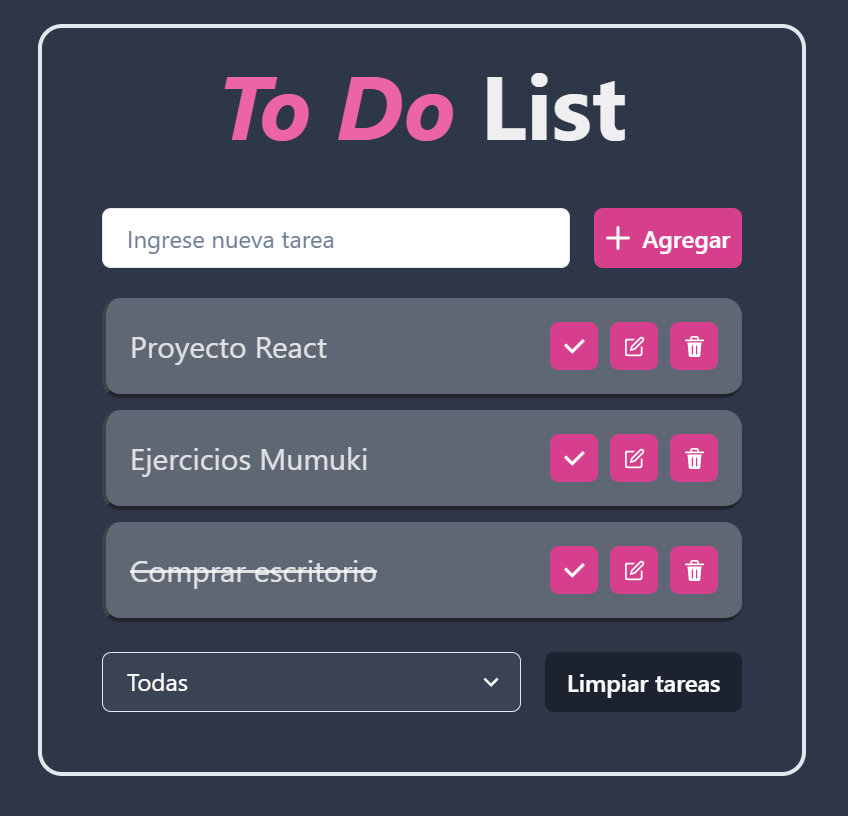 To Do List
Ingrese nueva tarea
Agregar
Proyecto React
Ejercicios Mumuki
Comprar escritorio
Todas
Limpiar tareas